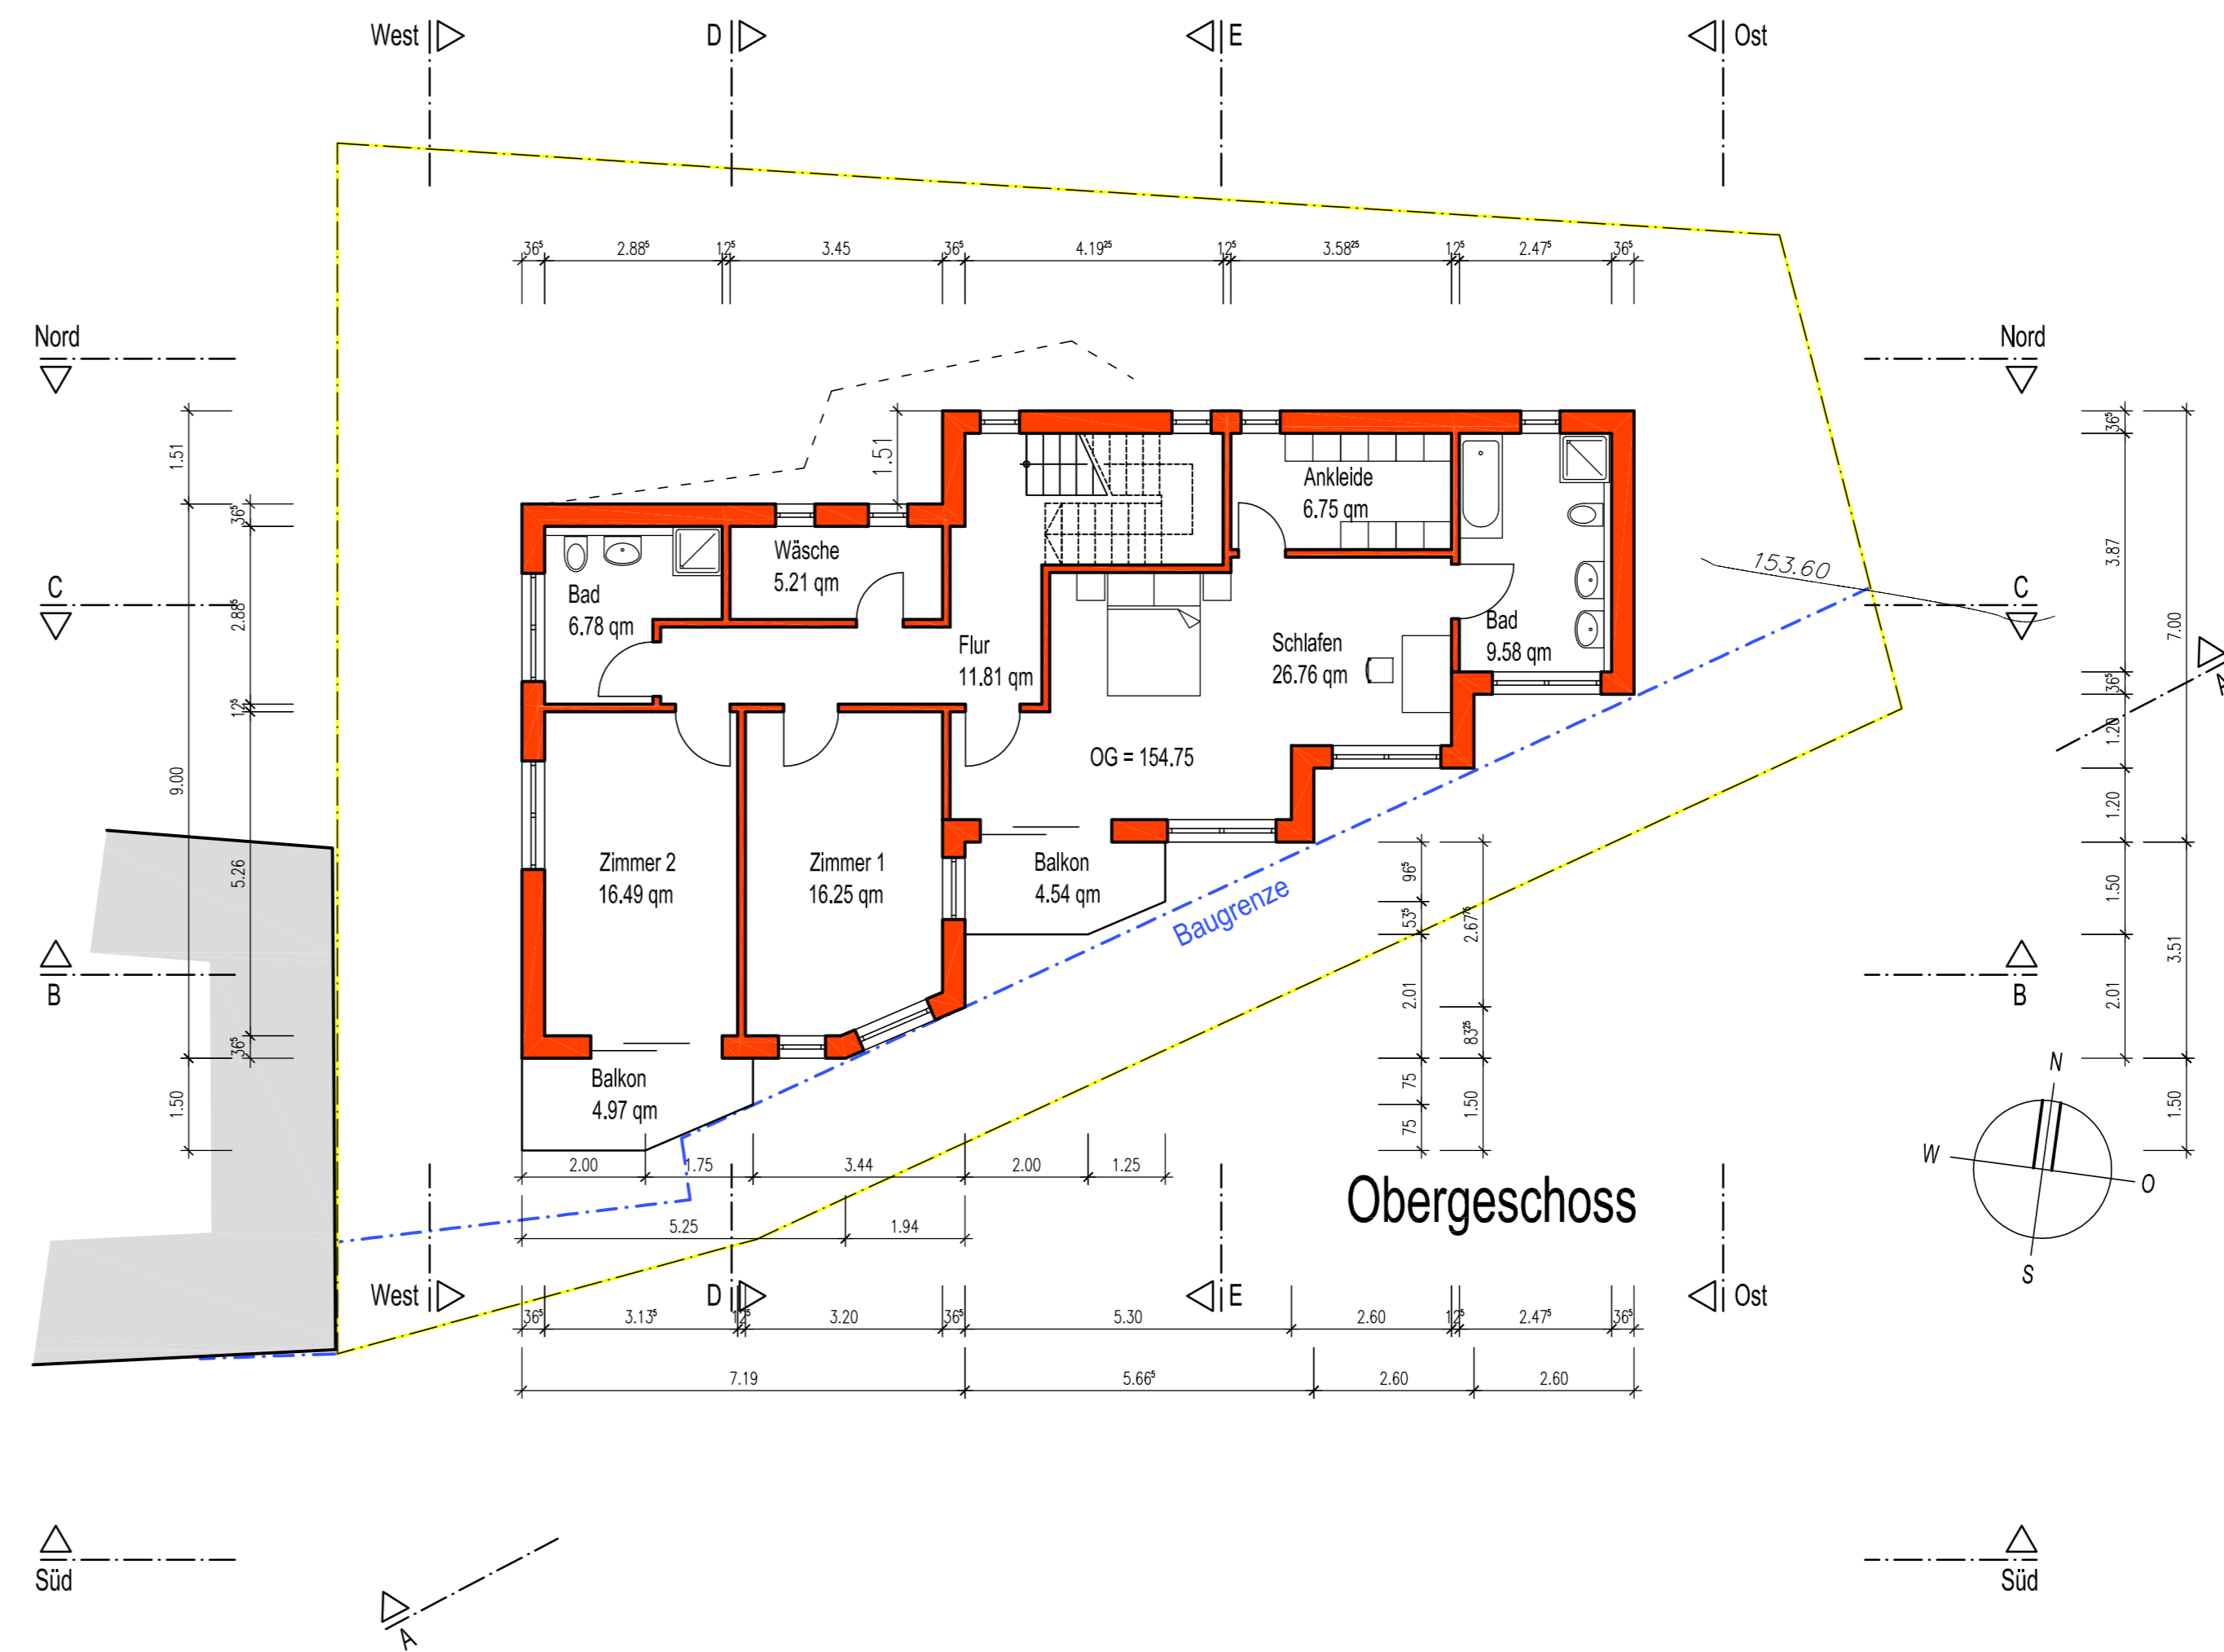 West
D
E
Ost
36⁵
2.88⁵
12⁵
3.45
36⁵
4.19²⁵
12⁵
3.58²⁵
12⁵
2.47⁵
36⁵
Nord
Nord
1.51
1.51
36⁵
36⁵
Ankleide
6.75 qm
Wäsche
5.21 qm
3.87
153.60
C
C
2.88⁵
Bad
6.78 qm
Flur
11.81 qm
Schlafen
26.76 qm
Bad
9.58 qm
7.00
A
36⁵
12⁵
1.20
OG = 154.75
9.00
1.20
5.26
Zimmer 2
16.49 qm
Zimmer 1
16.25 qm
Balkon
4.54 qm
96⁵
1.50
Baugrenze
53⁵
2.67⁷⁵
3.51
B
B
2.01
2.01
36⁵
83²⁵
N
Balkon
4.97 qm
1.50
75
75
1.50
1.50
W
O
S
2.00
1.75
3.44
2.00
1.25
Obergeschoss
5.25
1.94
West
D
E
Ost
36⁵
3.13⁵
12⁵
3.20
36⁵
5.30
2.60
12⁵
2.47⁵
36⁵
7.19
5.66⁵
2.60
2.60
Süd
Süd
A